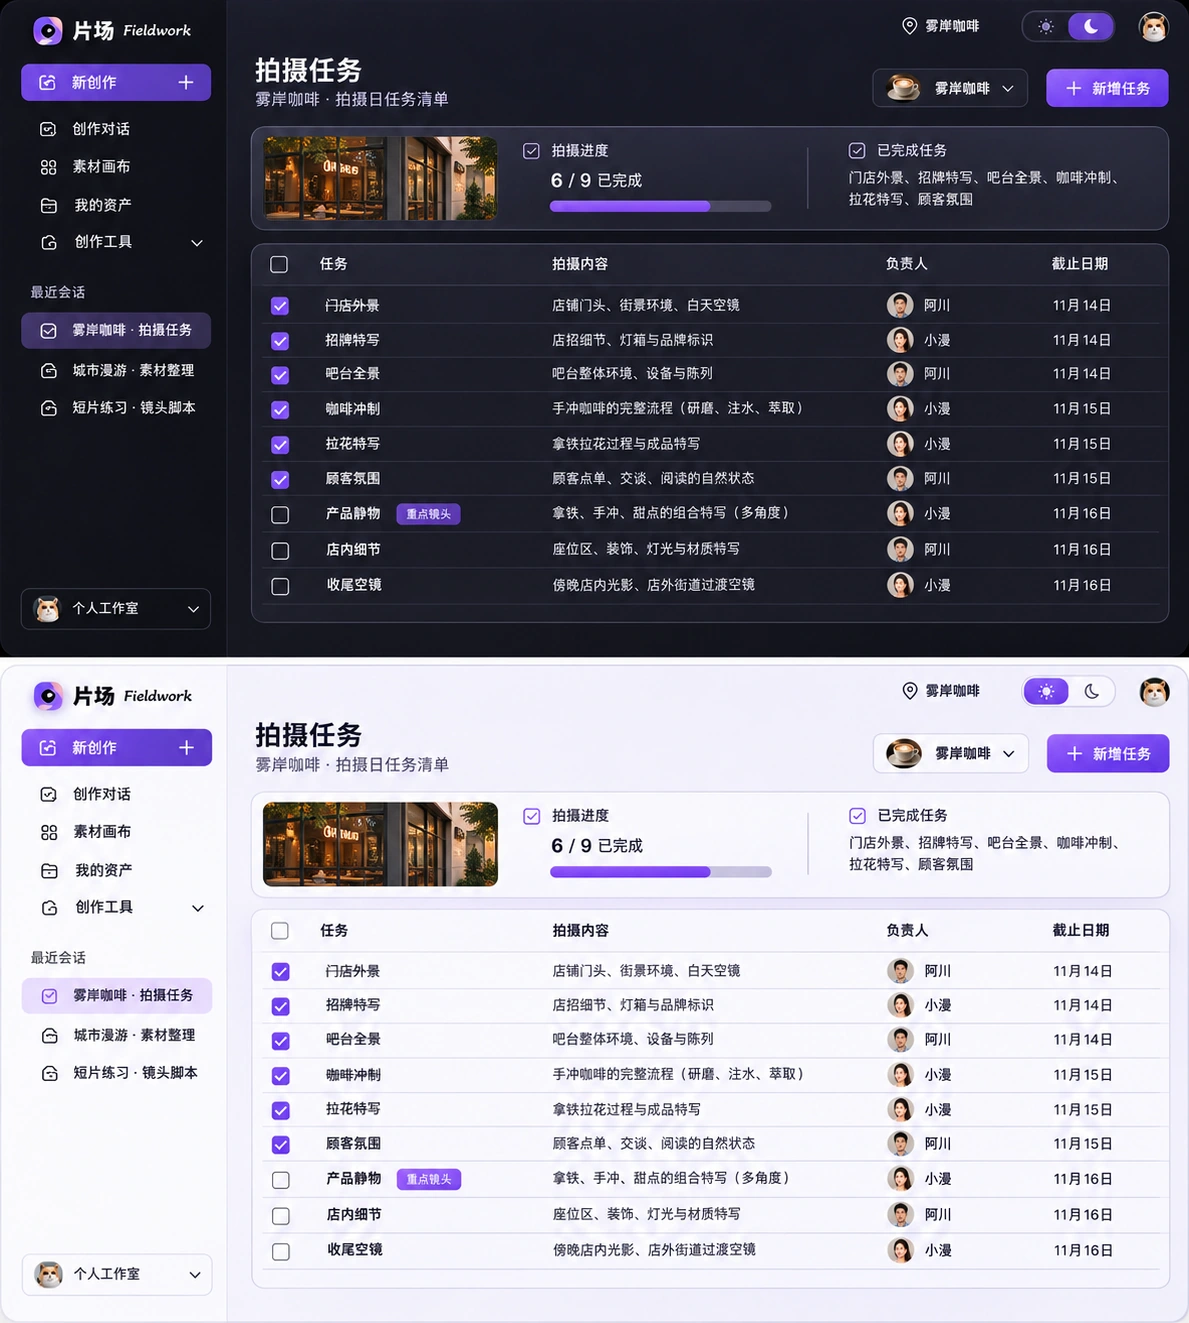 片场 Fieldwork
雾岸咖啡
新创作
创作对话
素材画布
我的资产
创作工具
最近会话
雾岸咖啡 · 拍摄任务
城市漫游 · 素材整理
短片练习 · 镜头脚本
个人工作室
拍摄任务
雾岸咖啡 · 拍摄日任务清单
雾岸咖啡
新增任务
拍摄进度
6 / 9 已完成
已完成任务
门店外景、招牌特写、吧台全景、咖啡冲制、
拉花特写、顾客氛围
任务 拍摄内容 负责人 截止日期
门店外景 店铺门头、街景环境、白天空镜 阿川 11月14日
招牌特写 店招细节、灯箱与品牌标识 小漫 11月14日
吧台全景 吧台整体环境、设备与陈列 阿川 11月14日
咖啡冲制 手冲咖啡的完整流程（研磨、注水、萃取） 小漫 11月15日
拉花特写 拿铁拉花过程与成品特写 小漫 11月15日
顾客氛围 顾客点单、交谈、阅读的自然状态 阿川 11月15日
产品静物 重点镜头 拿铁、手冲、甜点的组合特写（多角度） 小漫 11月16日
店内细节 座位区、装饰、灯光与材质特写 阿川 11月16日
收尾空镜 傍晚店内光影、店外街道过渡空镜 小漫 11月16日
片场 Fieldwork
雾岸咖啡
新创作
创作对话
素材画布
我的资产
创作工具
最近会话
雾岸咖啡 · 拍摄任务
城市漫游 · 素材整理
短片练习 · 镜头脚本
个人工作室
拍摄任务
雾岸咖啡 · 拍摄日任务清单
雾岸咖啡
新增任务
拍摄进度
6 / 9 已完成
已完成任务
门店外景、招牌特写、吧台全景、咖啡冲制、
拉花特写、顾客氛围
任务 拍摄内容 负责人 截止日期
门店外景 店铺门头、街景环境、白天空镜 阿川 11月14日
招牌特写 店招细节、灯箱与品牌标识 小漫 11月14日
吧台全景 吧台整体环境、设备与陈列 阿川 11月14日
咖啡冲制 手冲咖啡的完整流程（研磨、注水、萃取） 小漫 11月15日
拉花特写 拿铁拉花过程与成品特写 小漫 11月15日
顾客氛围 顾客点单、交谈、阅读的自然状态 阿川 11月15日
产品静物 重点镜头 拿铁、手冲、甜点的组合特写（多角度） 小漫 11月16日
店内细节 座位区、装饰、灯光与材质特写 阿川 11月16日
收尾空镜 傍晚店内光影、店外街道过渡空镜 小漫 11月16日